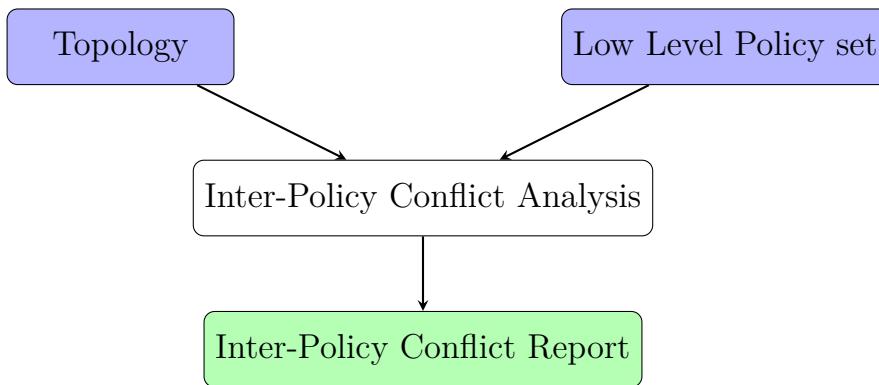 Topology
Low Level Policy set
Inter-Policy Conflict Analysis
Inter-Policy Conflict Report